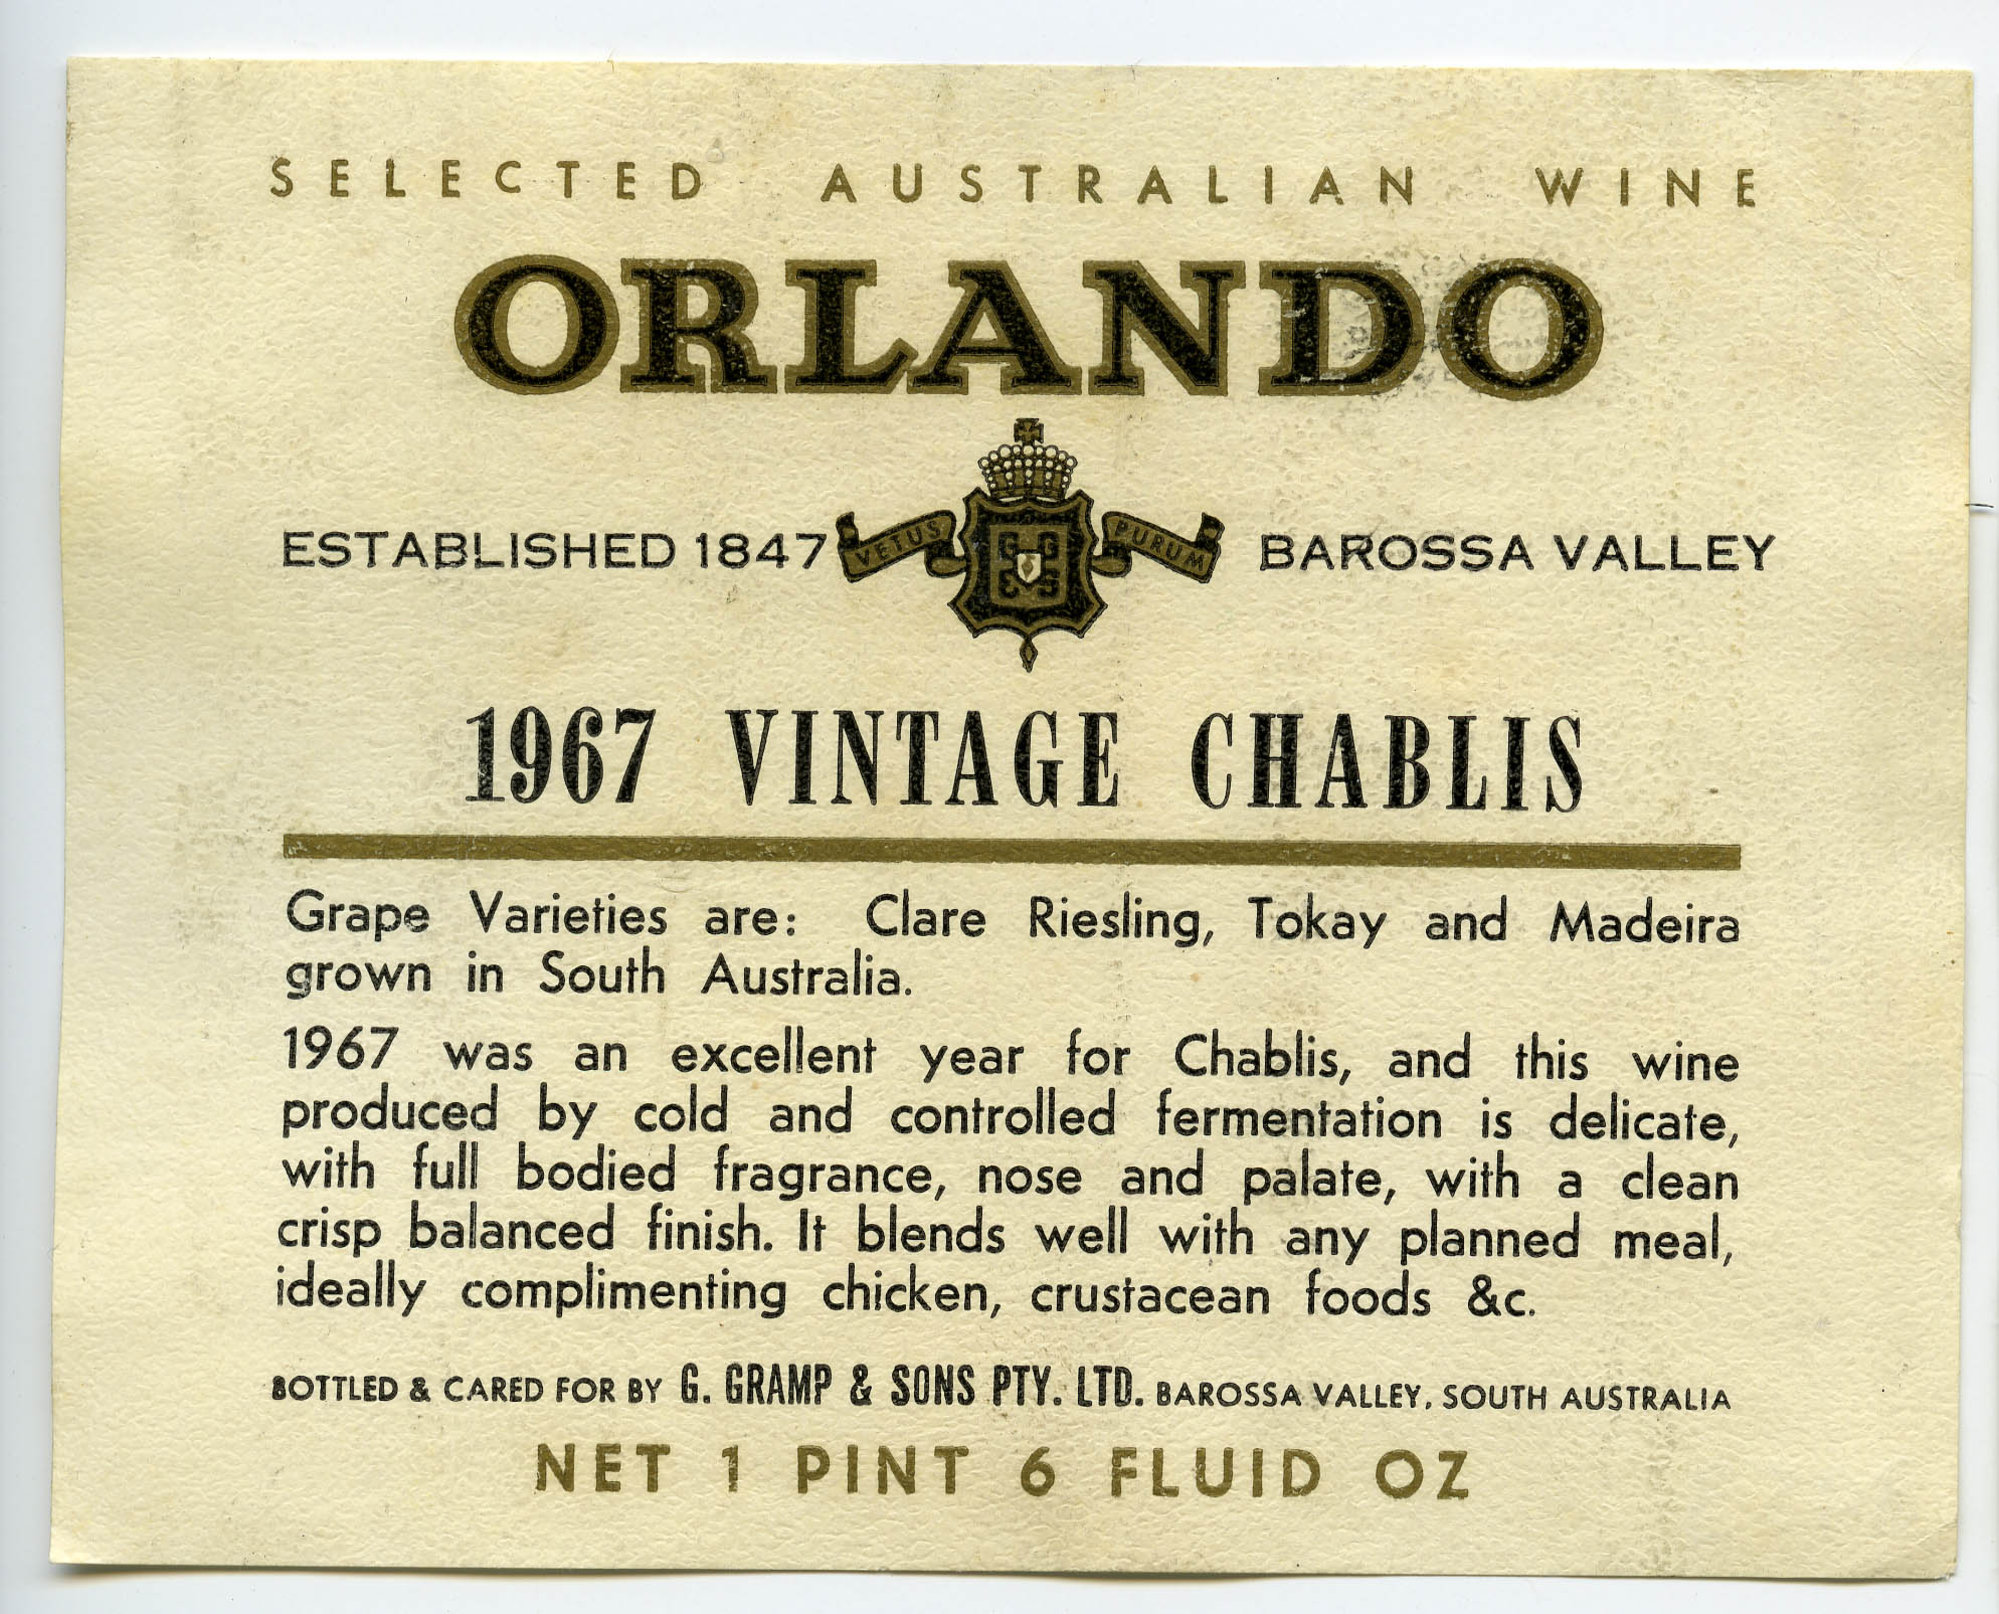 SELECTED AUSTRALIAN WINE
ORLANDO
ESTABLISHED 1847 VETUS PURUM BAROSSA VALLEY
1967 VINTAGE CHABLIS
Grape Varieties are: Clare Riesling, Tokay and Madeira
grown in South Australia.
1967 was an excellent year for Chablis, and this wine
produced by cold and controlled fermentation is delicate,
with full bodied fragrance, nose and palate, with a clean
crisp balanced finish. It blends well with any planned meal,
ideally complimenting chicken, crustacean foods &c.
BOTTLED & CARED FOR BY G. GRAMP & SONS PTY. LTD. BAROSSA VALLEY, SOUTH AUSTRALIA
NET 1 PINT 6 FLUID OZ